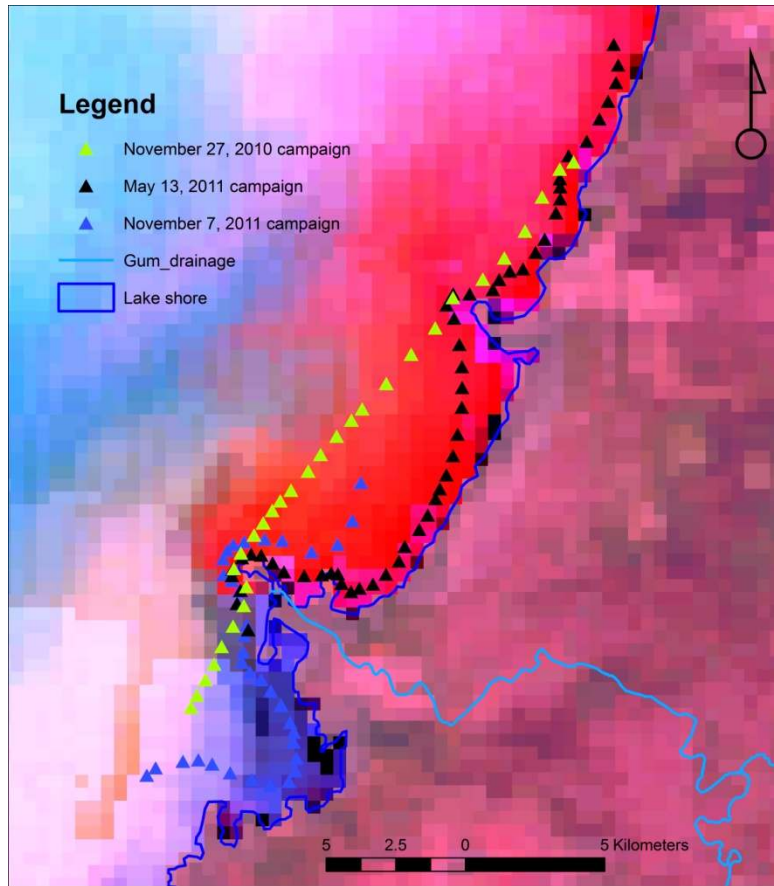 Legend
November 27, 2010 campaign
May 13, 2011 campaign
November 7, 2011 campaign
Gum_drainage
Lake shore
5 2.5 0 5 Kilometers